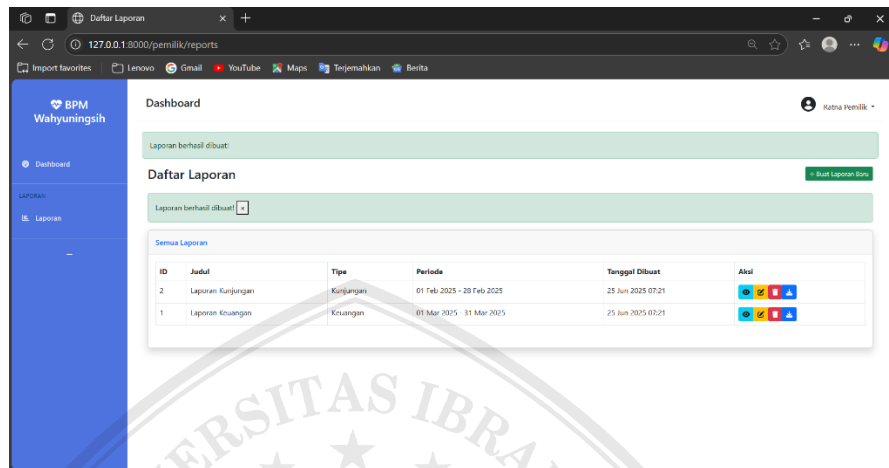 Daftar Laporan
127.0.0.1:8000/pemilik/reports
Import favorites Lenovo Gmail YouTube Maps Terjemahkan Berita
BPM
Wahyuningsih
Dashboard
LAPORAN
Laporan
Dashboard
Ratna Pemilik
Laporan berhasil dibuat!
Daftar Laporan
+ Buat Laporan Baru
Laporan berhasil dibuat! ×
Semua Laporan
ID Judul Tipe Periode Tanggal Dibuat Aksi
2 Laporan Kunjungan Kunjungan 01 Feb 2025 - 28 Feb 2025 25 Jun 2025 07:21
1 Laporan Keuangan Keuangan 01 Mar 2025 - 31 Mar 2025 25 Jun 2025 07:21
ERSITAS IBRA